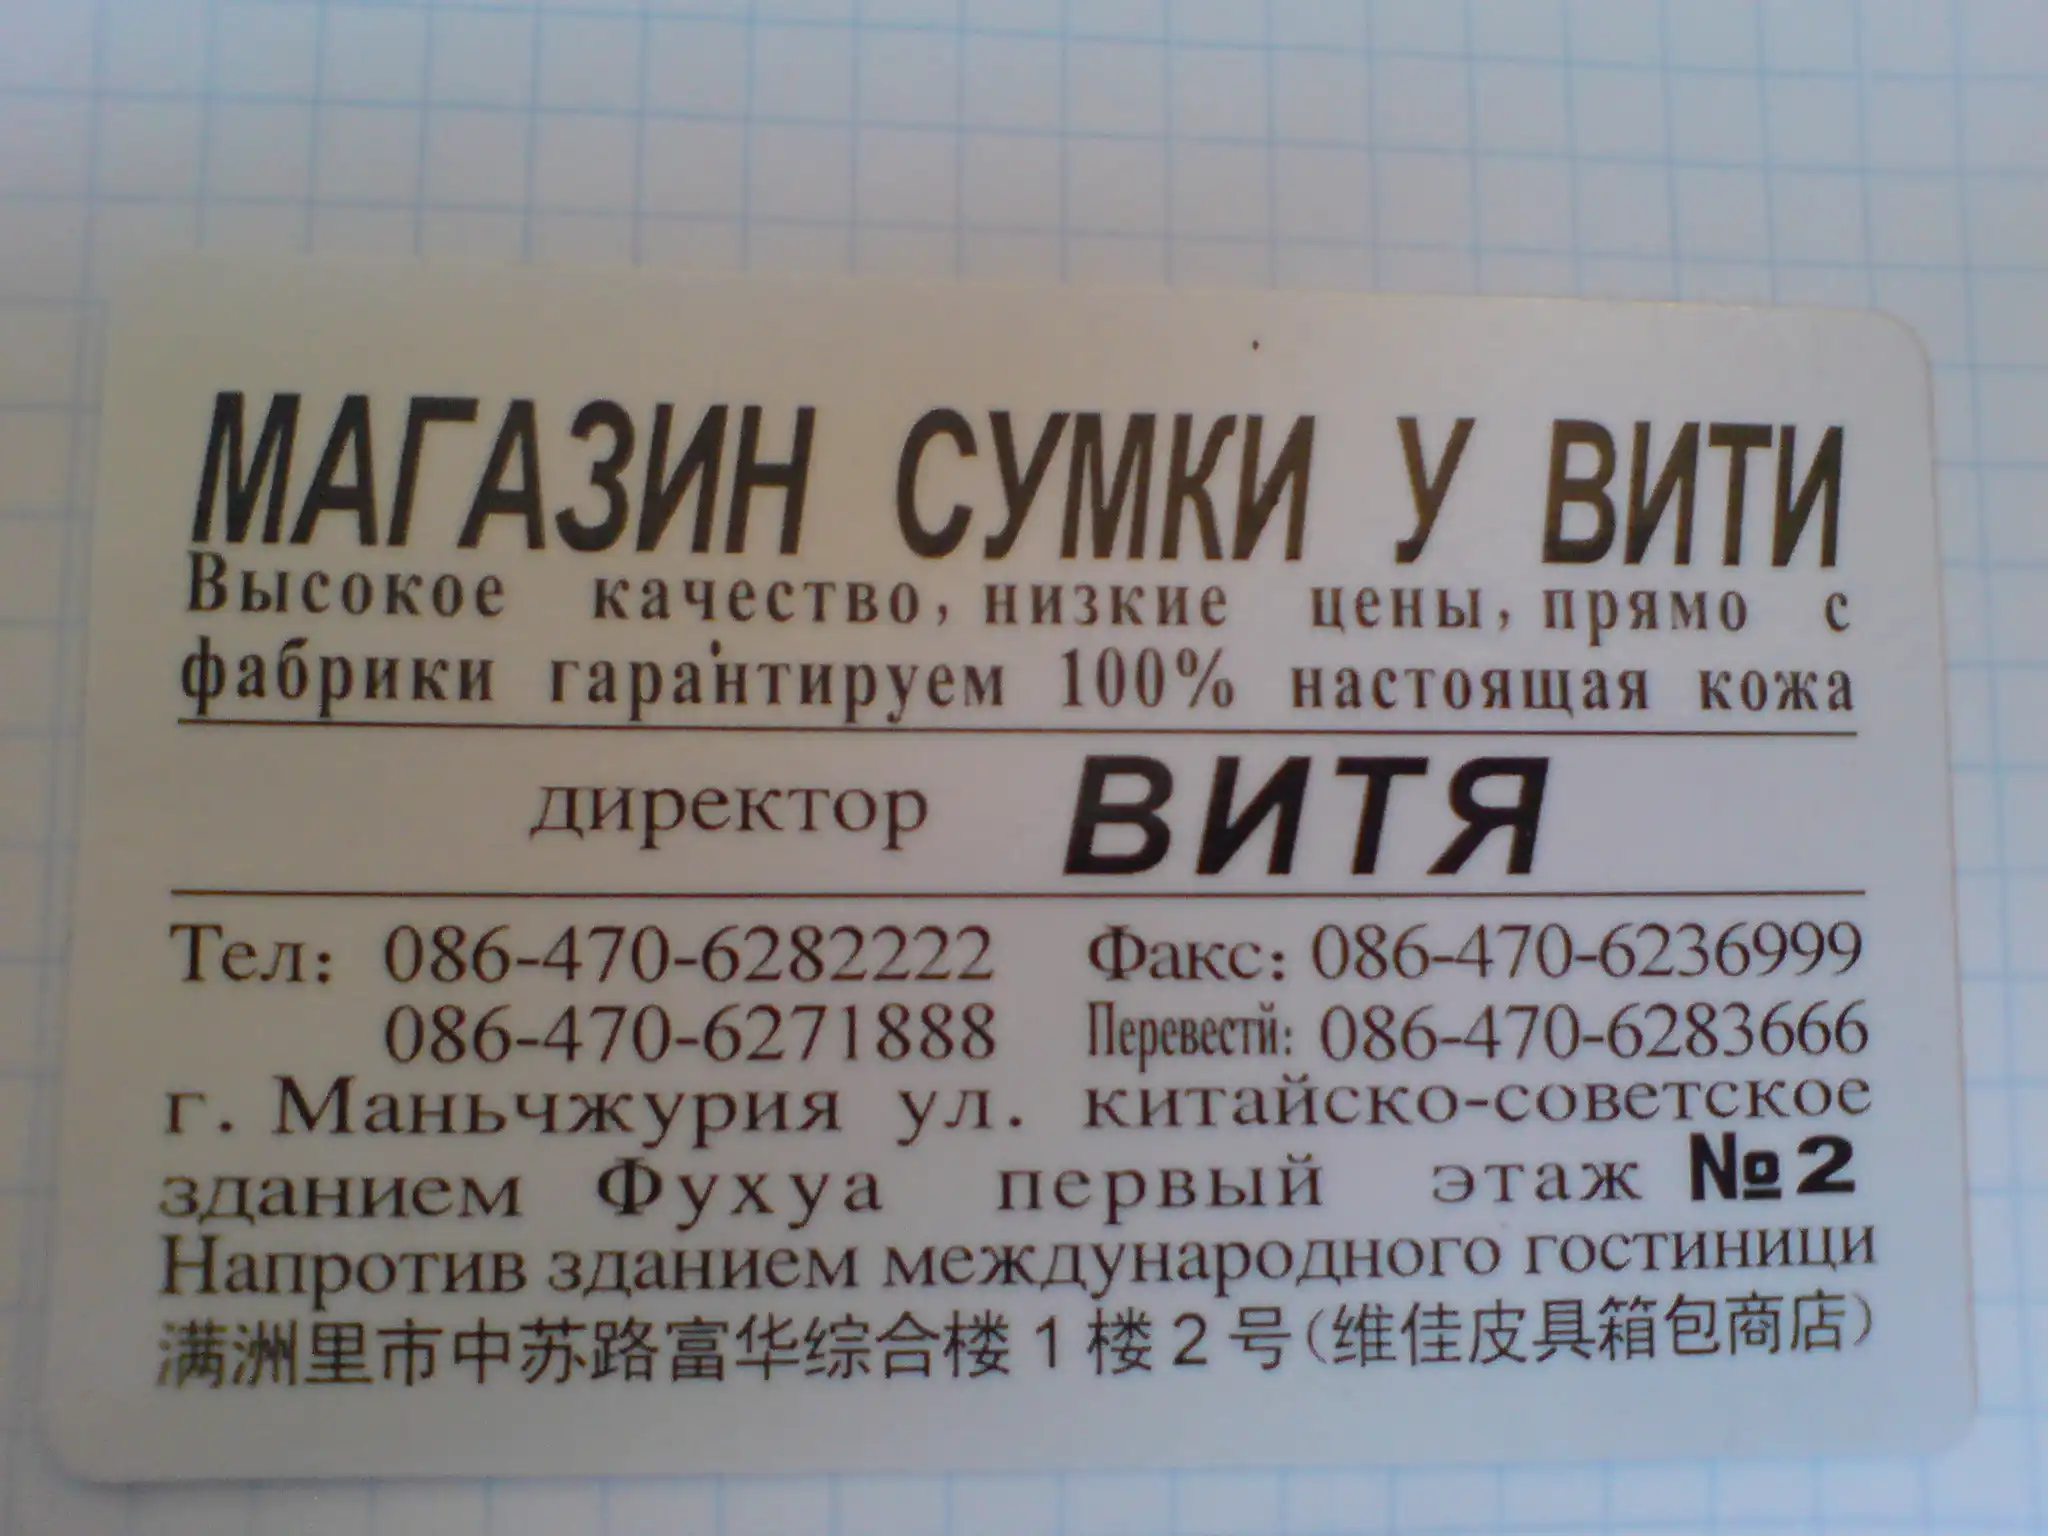 МАГАЗИН СУМКИ У ВИТИ
Высокое качество, низкие цены, прямо с
фабрики гарантируем 100% настоящая кожа
директор ВИТЯ
Тел: 086-470-6282222 Факс: 086-470-6236999
086-470-6271888 Перевестй: 086-470-6283666
г. Маньчжурия ул. китайско-советское
зданием Фухуа первый этаж №2
Напротив зданием международного гостиници
满洲里市中苏路富华综合楼1楼2号(维佳皮具箱包商店)